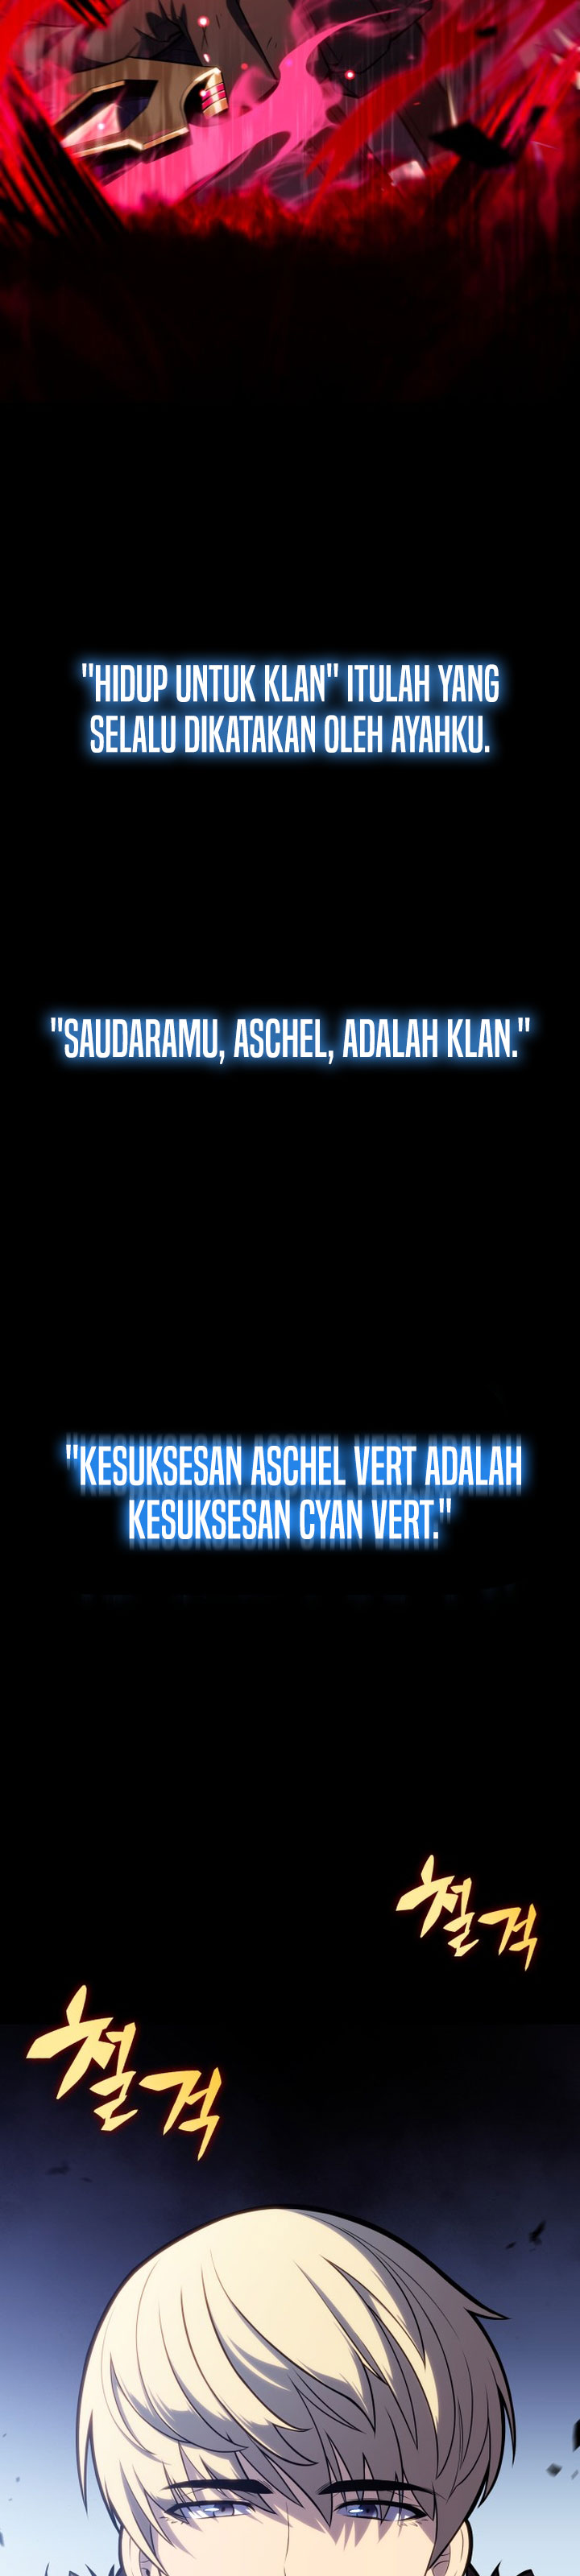 "HIDUP UNTUK KLAN" ITULAH YANG
SELALU DIKATAKAN OLEH AYAHKU.
"SAUDARAMU, ASCHEL, ADALAH KLAN."
"KESUKSESAN ASCHEL VERT ADALAH
KESUKSESAN CYAN VERT."
철걱
철걱